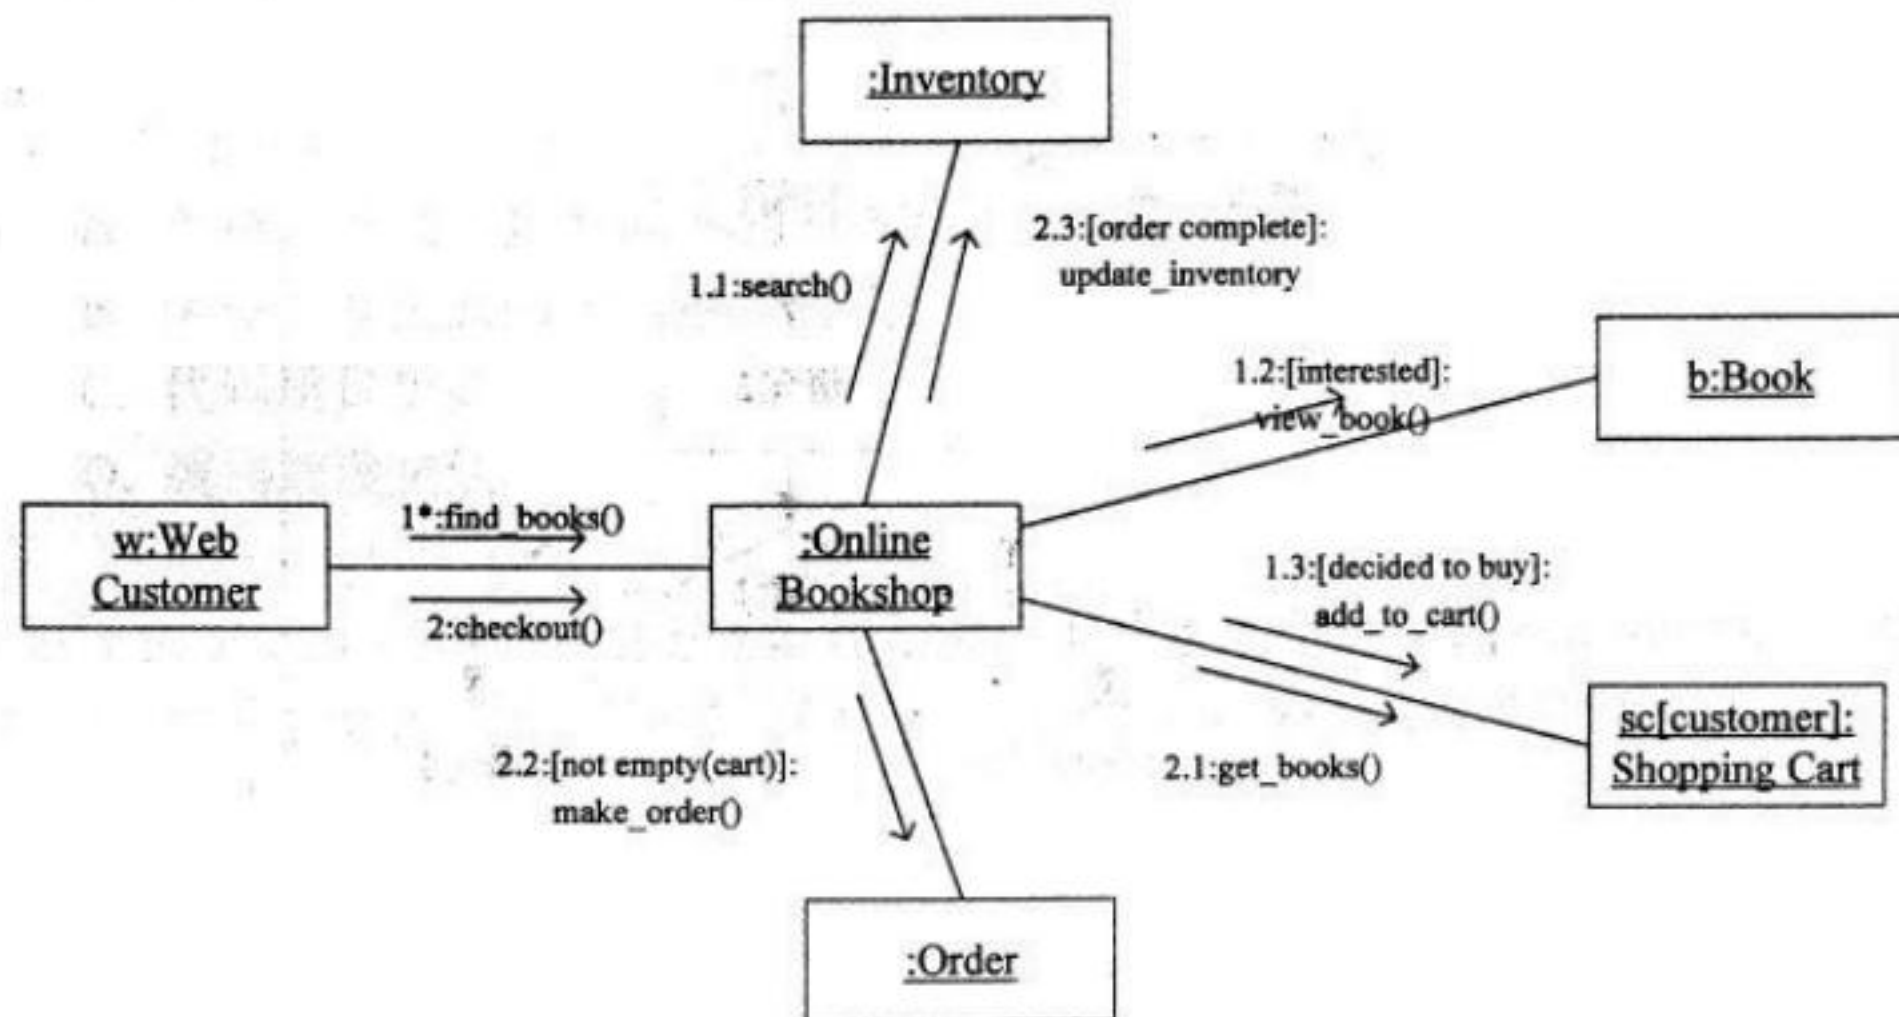 :Inventory
2.3:[order complete]:
update_inventory
1.1:search()
1.2:[interested]:
view_book()
b:Book
1*:find_books()
w:Web
Customer
:Online
Bookshop
2:checkout()
1.3:[decided to buy]:
add_to_cart()
sc[customer]:
Shopping Cart
2.1:get_books()
2.2:[not empty(cart)]:
make_order()
:Order